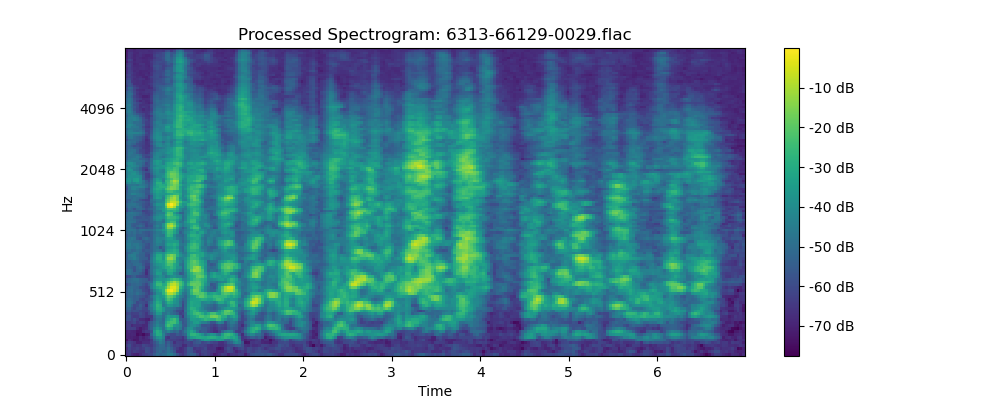 Processed Spectrogram: 6313-66129-0029.flac
Hz
4096
2048
1024
512
0
0 1 2 3 4 5 6
Time
-10 dB
-20 dB
-30 dB
-40 dB
-50 dB
-60 dB
-70 dB